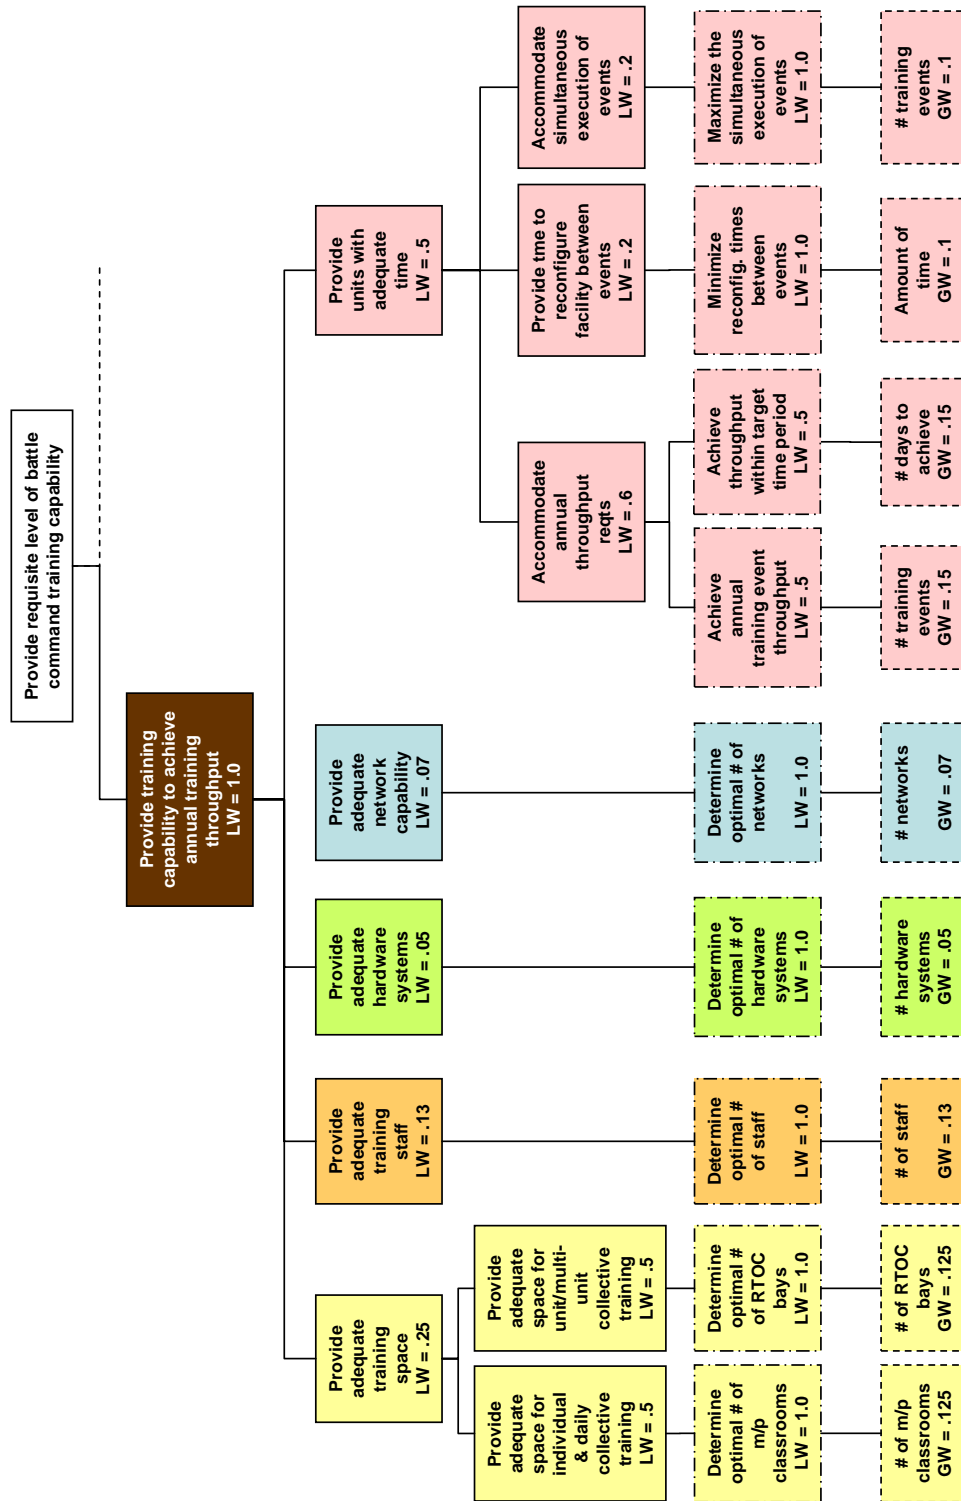 Provide requisite level of battle
command training capability
Provide training
capability to achieve
annual training
throughput
LW = 1.0
Provide
adequate
training
space
LW = .25
Provide
adequate
training
staff
LW = .13
Provide
adequate
hardware
systems
LW = .05
Provide
adequate
network
capability
LW = .07
Provide
units with
adequate
time
LW = .5
Provide
adequate
space for
individual
& daily
collective
training
LW = .5
Provide
adequate
space for
unit/multi-
unit
collective
training
LW = .5
Accommodate
annual
throughput
reqts
LW = .6
Provide tme to
reconfigure
facility between
events
LW = .2
Accommodate
simultaneous
execution of
events
LW = .2
Determine
optimal # of
m/p
classrooms
LW = 1.0
Determine
optimal #
of RTOC
bays
LW = 1.0
Determine
optimal #
of staff
LW = 1.0
Determine
optimal # of
hardware
systems
LW = 1.0
Determine
optimal # of
networks
LW = 1.0
Achieve
annual
training event
throughput
LW = .5
Achieve
throughput
within target
time period
LW = .5
Minimize
reconfig. times
between
events
LW = 1.0
Maximize the
simultaneous
execution of
events
LW = 1.0
# of m/p
classrooms
GW = .125
# of RTOC
bays
GW = .125
# of staff
GW = .13
# hardware
systems
GW = .05
# networks
GW = .07
# training
events
GW = .15
# days to
achieve
GW = .15
Amount of
time
GW = .1
# training
events
GW = .1